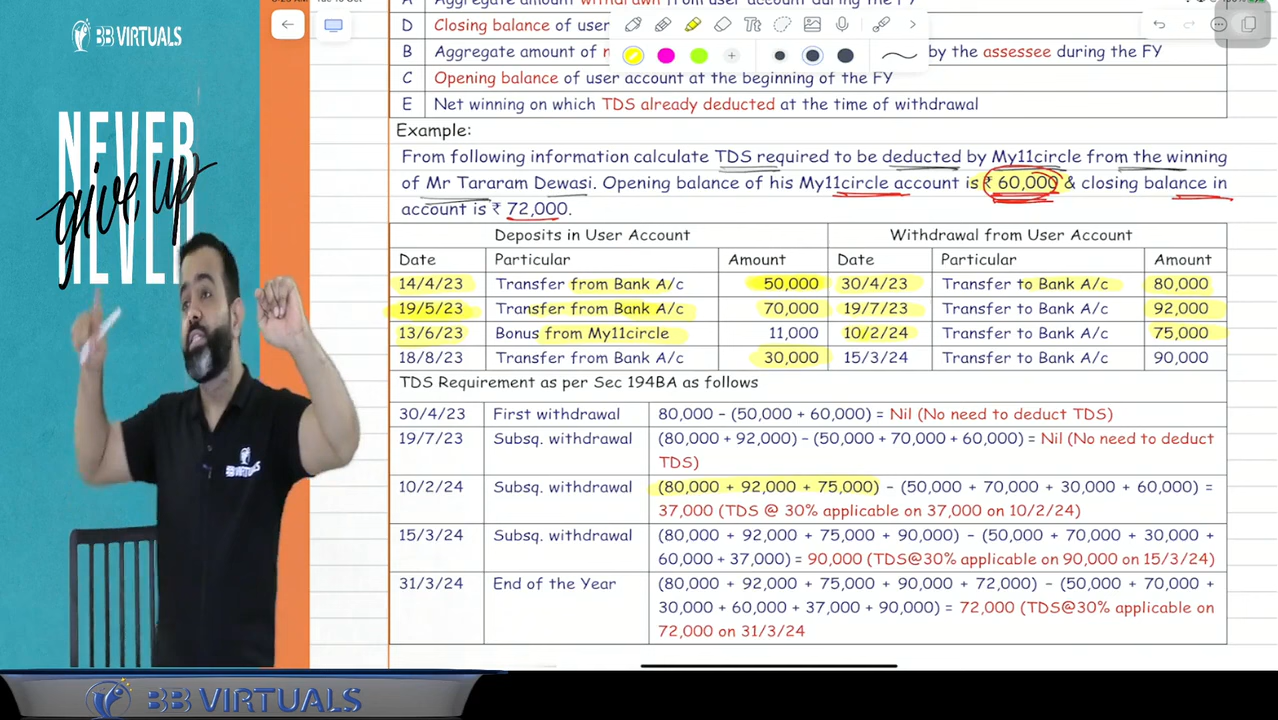 BB VIRTUALS
NEVER
give up
NEVER
A Aggregate amount withdrawn from user account during the FY
D Closing balance of user
B Aggregate amount of by the assessee during the FY
C Opening balance of user account at the beginning of the FY
E Net winning on which TDS already deducted at the time of withdrawal
Example:
From following information calculate TDS required to be deducted by My11circle from the winning
of Mr Tararam Dewasi. Opening balance of his My11circle account is ₹ 60,000 & closing balance in
account is ₹ 72,000.
Deposits in User Account Withdrawal from User Account
Date Particular Amount Date Particular Amount
14/4/23 Transfer from Bank A/c 50,000 30/4/23 Transfer to Bank A/c 80,000
19/5/23 Transfer from Bank A/c 70,000 19/7/23 Transfer to Bank A/c 92,000
13/6/23 Bonus from My11circle 11,000 10/2/24 Transfer to Bank A/c 75,000
18/8/23 Transfer from Bank A/c 30,000 15/3/24 Transfer to Bank A/c 90,000
TDS Requirement as per Sec 194BA as follows
30/4/23 First withdrawal 80,000 – (50,000 + 60,000) = Nil (No need to deduct TDS)
19/7/23 Subsq. withdrawal (80,000 + 92,000) – (50,000 + 70,000 + 60,000) = Nil (No need to deduct
TDS)
10/2/24 Subsq. withdrawal (80,000 + 92,000 + 75,000) – (50,000 + 70,000 + 30,000 + 60,000) =
37,000 (TDS @ 30% applicable on 37,000 on 10/2/24)
15/3/24 Subsq. withdrawal (80,000 + 92,000 + 75,000 + 90,000) – (50,000 + 70,000 + 30,000 +
60,000 + 37,000) = 90,000 (TDS@30% applicable on 90,000 on 15/3/24)
31/3/24 End of the Year (80,000 + 92,000 + 75,000 + 90,000 + 72,000) – (50,000 + 70,000 +
30,000 + 60,000 + 37,000 + 90,000) = 72,000 (TDS@30% applicable on
72,000 on 31/3/24
BB VIRTUALS
BB VIRTUALS